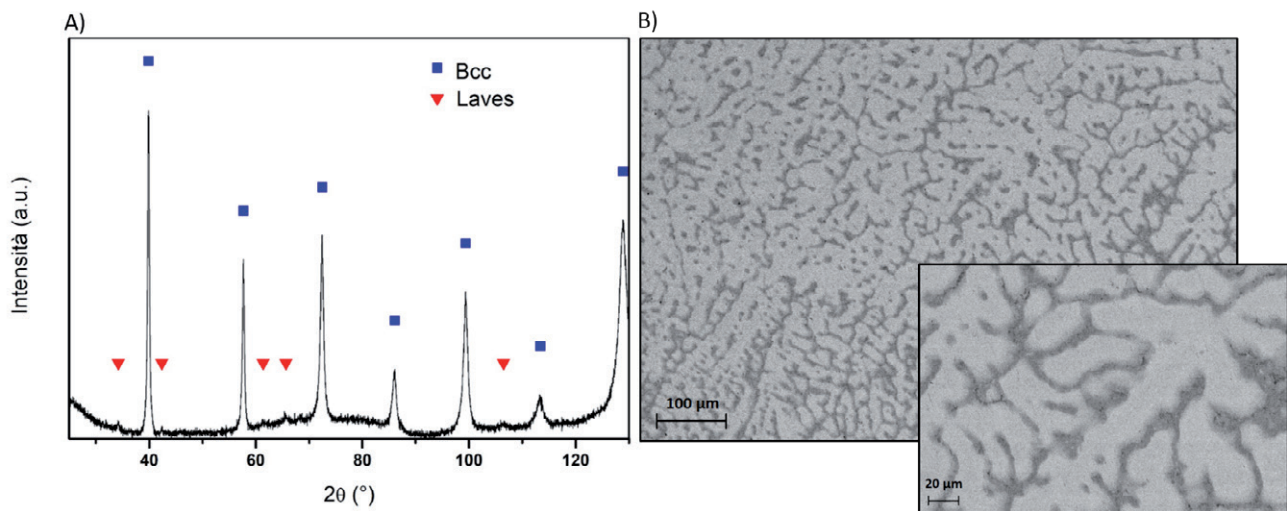 A)
Bcc
Laves
Intensità (a.u.)
40
60
80
100
120
2θ (°)
B)
100 µm
20 µm